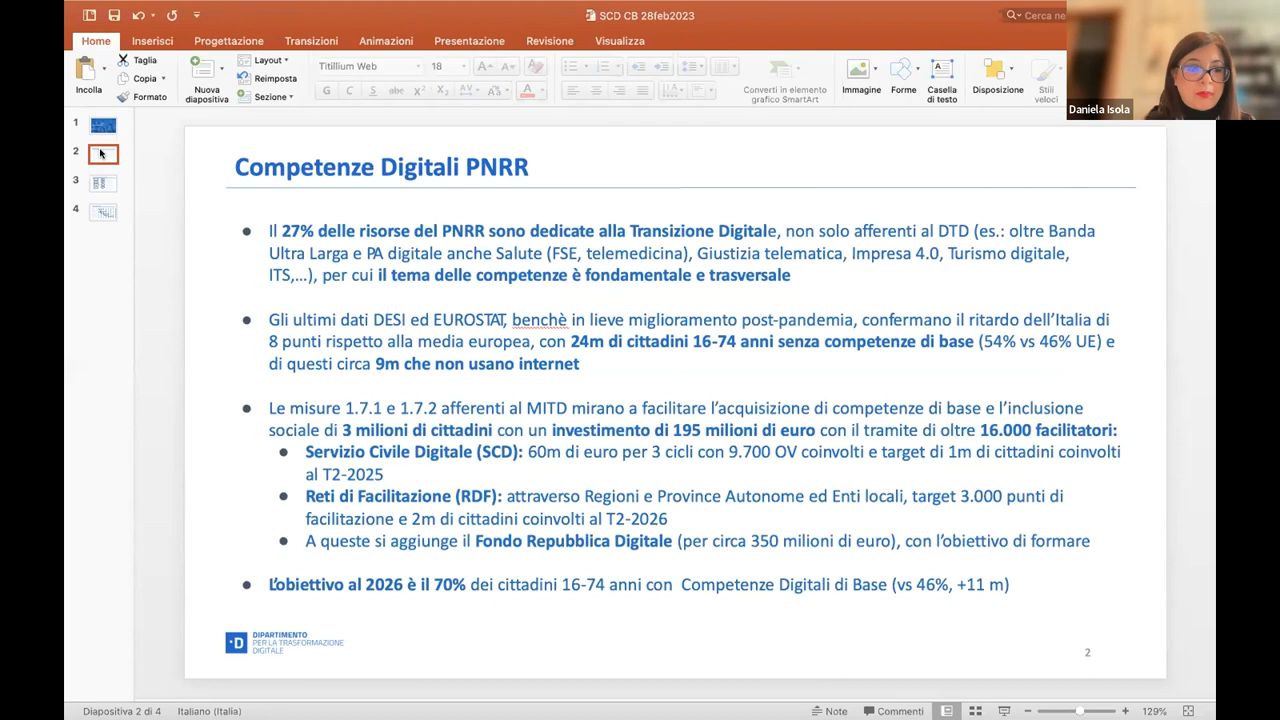 SCD CB 28feb2023
Cerca ne
Home Inserisci Progettazione Transizioni Animazioni Presentazione Revisione Visualizza
Incolla
Taglia
Copia
Formato
Nuova
diapositiva
Layout
Reimposta
Sezione
Titillium Web 18
G C S abc X² X₂ AV Aa A
Converti in elemento
grafico SmartArt
Immagine
Forme
Casella
di testo
Disposizione
Stili
veloci
Daniela Isola
1
2
3
4
Competenze Digitali PNRR
● Il 27% delle risorse del PNRR sono dedicate alla Transizione Digitale, non solo afferenti al DTD (es.: oltre Banda
Ultra Larga e PA digitale anche Salute (FSE, telemedicina), Giustizia telematica, Impresa 4.0, Turismo digitale,
ITS,...), per cui il tema delle competenze è fondamentale e trasversale
● Gli ultimi dati DESI ed EUROSTAT, benchè in lieve miglioramento post-pandemia, confermano il ritardo dell'Italia di
8 punti rispetto alla media europea, con 24m di cittadini 16-74 anni senza competenze di base (54% vs 46% UE) e
di questi circa 9m che non usano internet
● Le misure 1.7.1 e 1.7.2 afferenti al MITD mirano a facilitare l'acquisizione di competenze di base e l'inclusione
sociale di 3 milioni di cittadini con un investimento di 195 milioni di euro con il tramite di oltre 16.000 facilitatori:
● Servizio Civile Digitale (SCD): 60m di euro per 3 cicli con 9.700 OV coinvolti e target di 1m di cittadini coinvolti
al T2-2025
● Reti di Facilitazione (RDF): attraverso Regioni e Province Autonome ed Enti locali, target 3.000 punti di
facilitazione e 2m di cittadini coinvolti al T2-2026
● A queste si aggiunge il Fondo Repubblica Digitale (per circa 350 milioni di euro), con l'obiettivo di formare
● L'obiettivo al 2026 è il 70% dei cittadini 16-74 anni con Competenze Digitali di Base (vs 46%, +11 m)
D
DIPARTIMENTO
PER LA TRASFORMAZIONE
DIGITALE
2
Diapositiva 2 di 4 Italiano (Italia) Note Commenti 129%